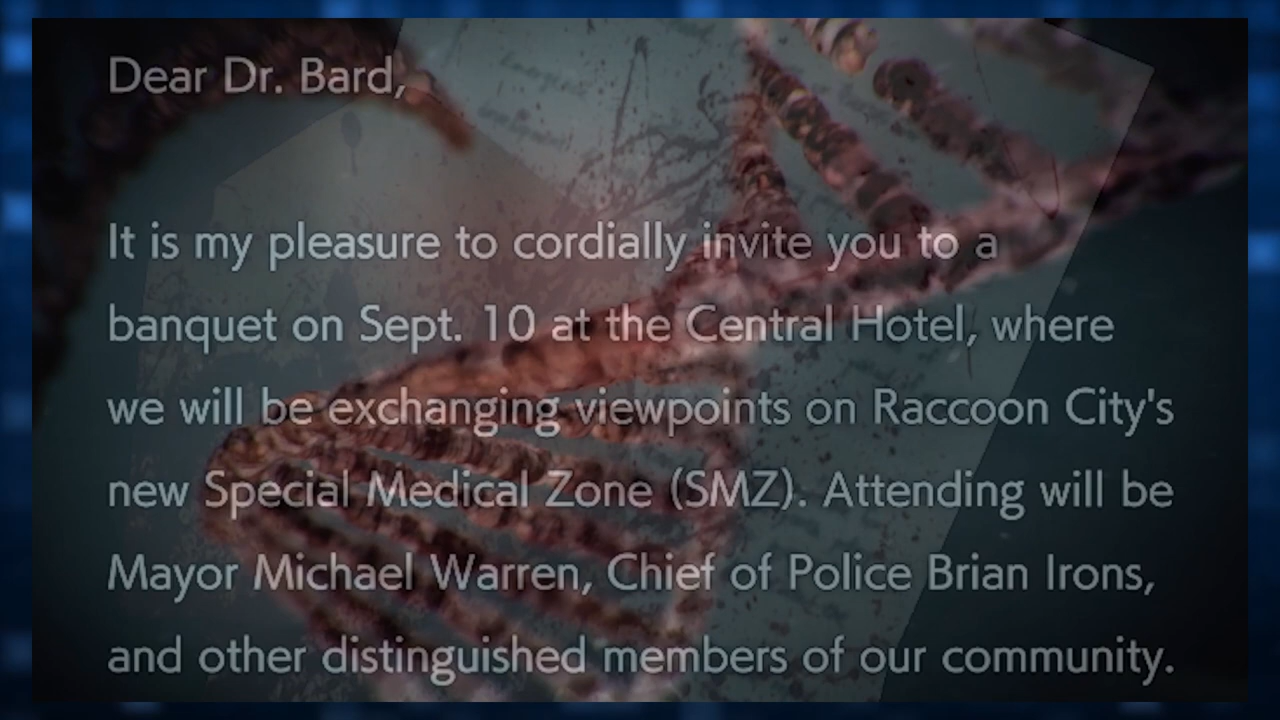 Dear Dr. Bard,
It is my pleasure to cordially invite you to a
banquet on Sept. 10 at the Central Hotel, where
we will be exchanging viewpoints on Raccoon City's
new Special Medical Zone (SMZ). Attending will be
Mayor Michael Warren, Chief of Police Brian Irons,
and other distinguished members of our community.